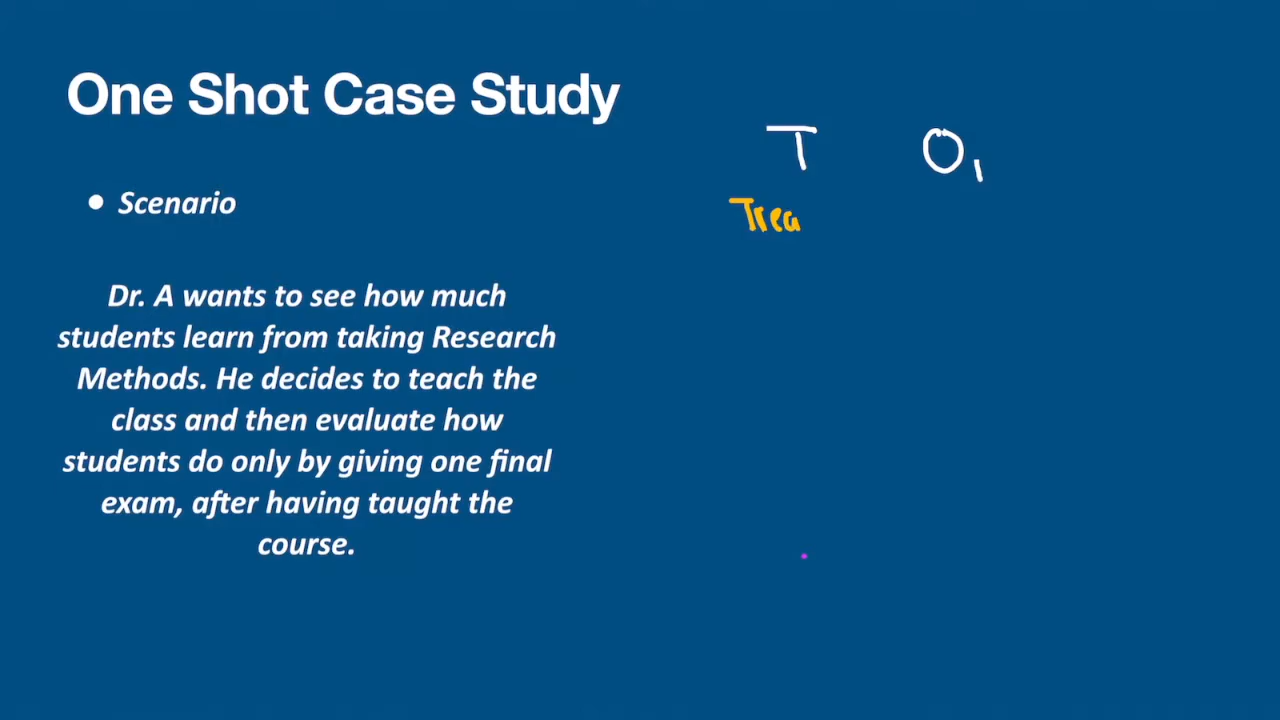 One Shot Case Study
T O1
• Scenario
Trea
Dr. A wants to see how much
students learn from taking Research
Methods. He decides to teach the
class and then evaluate how
students do only by giving one final
exam, after having taught the
course.